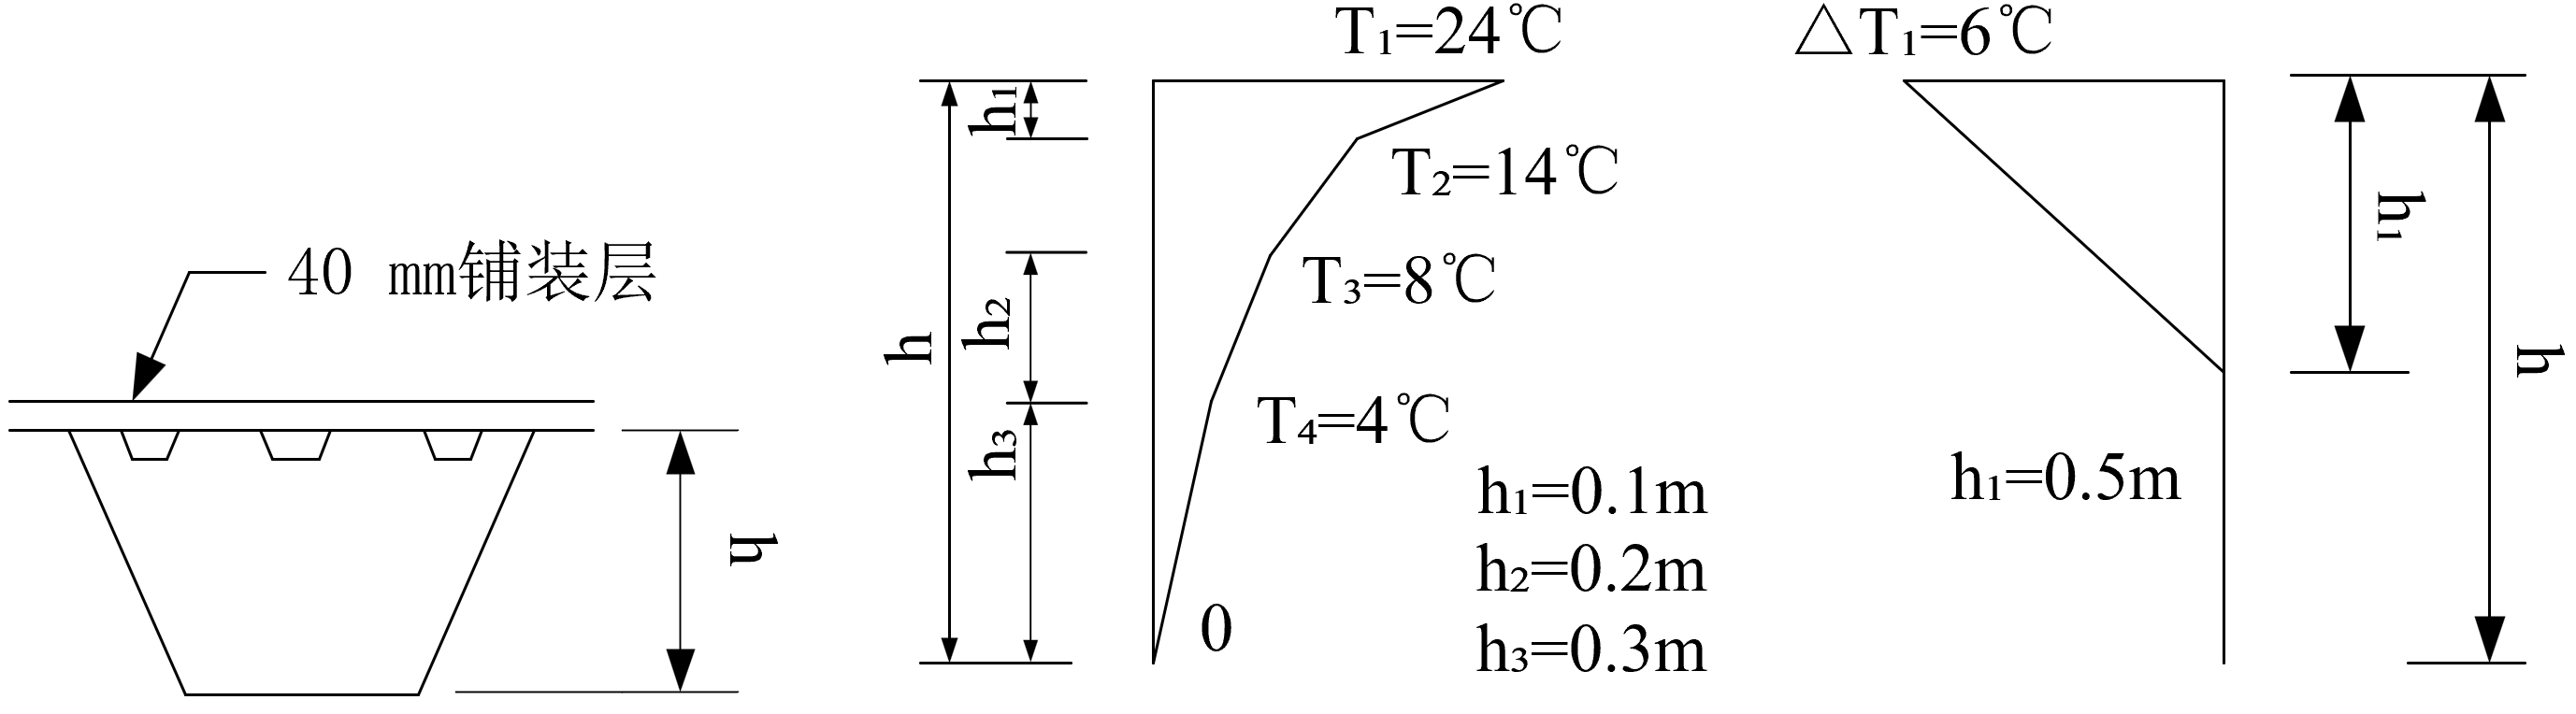 40 mm铺装层
h
h
h₁
h₂
h₃
T₁=24℃
T₂=14℃
T₃=8℃
T₄=4℃
0
h₁=0.1m
h₂=0.2m
h₃=0.3m
△T₁=6℃
h₁=0.5m
h₁
h